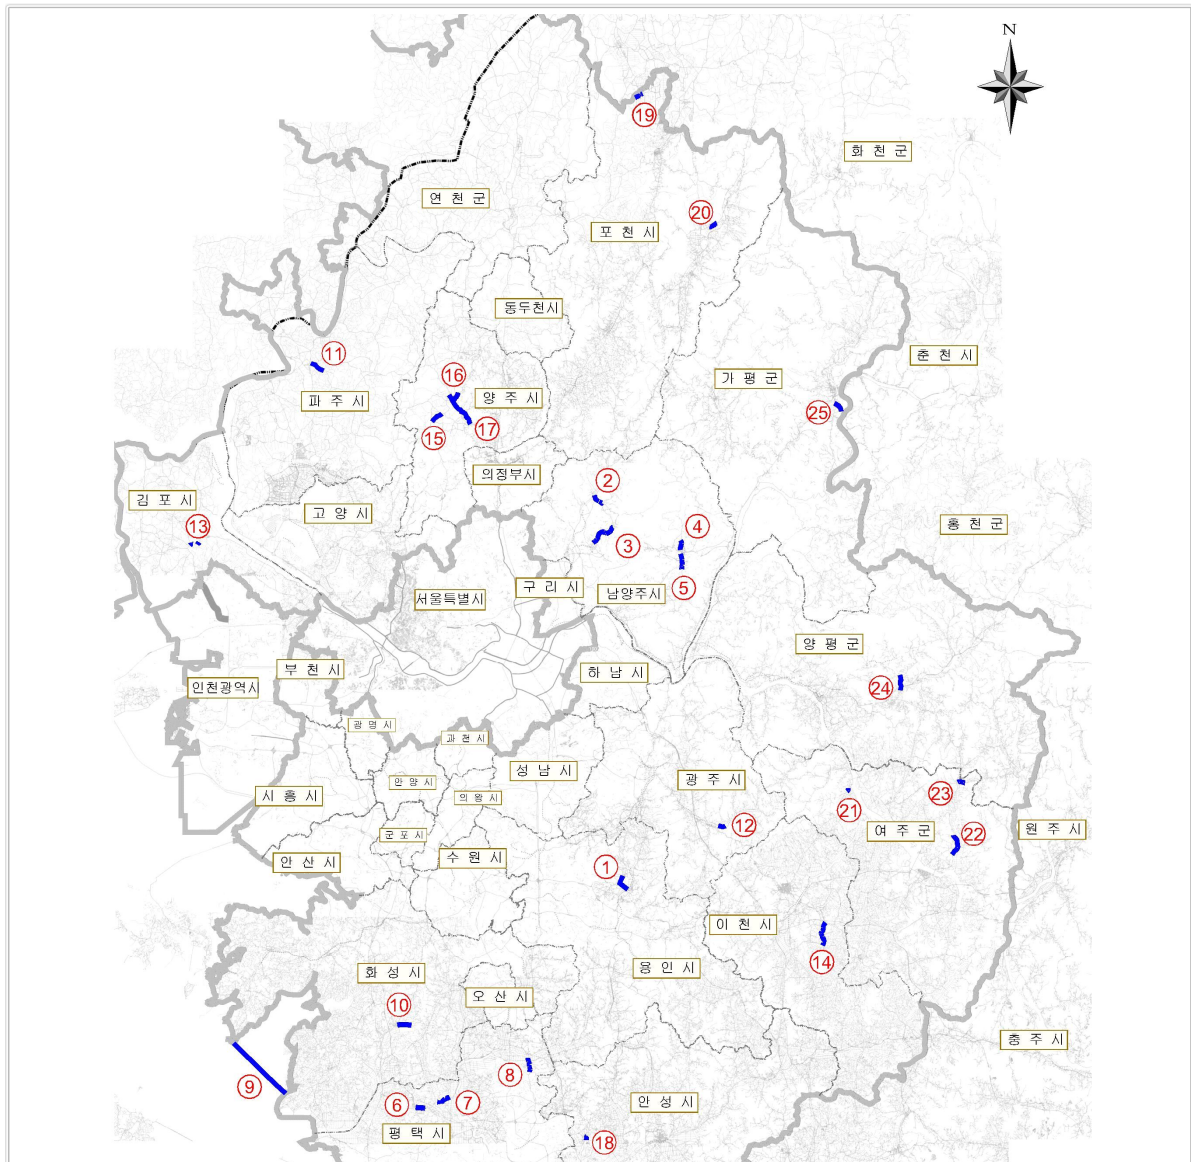 N
19
화 천 군
연 천 군
20
포 천 시
동두천시
11
춘 천 시
16
가 평 군
파 주 시
양 주 시
25
15
17
의정부시
2
김 포 시
고 양 시
홍 천 군
13
4
3
구 리 시
5
남양주시
서울특별시
양 평 군
부 천 시
하 남 시
인천광역시
24
광 명 시
과 천 시
성 남 시
광 주 시
안 양 시
시 흥 시
의 왕 시
23
21
12
여 주 군
22
원 주 시
군 포 시
안 산 시
수 원 시
1
이 천 시
14
화 성 시
용 인 시
오 산 시
10
충 주 시
9
8
6
7
안 성 시
평 택 시
18